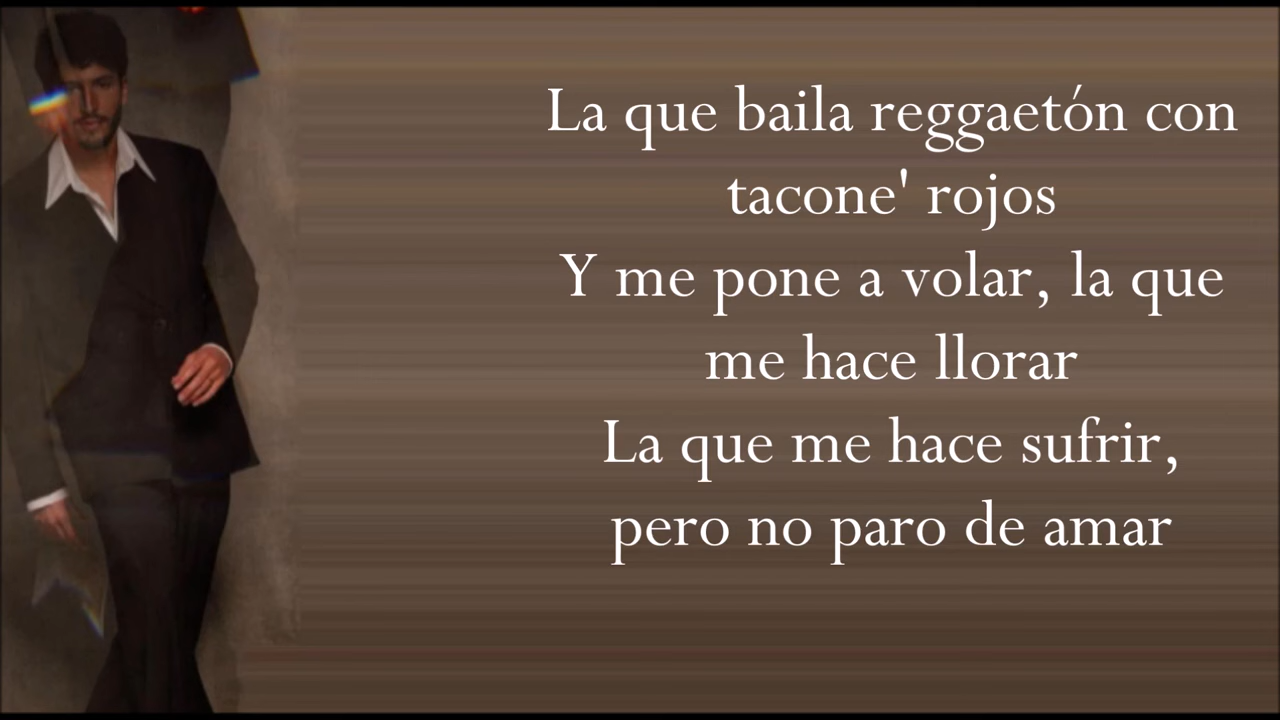 La que baila reggaetón con
tacone' rojos
Y me pone a volar, la que
me hace llorar
La que me hace sufrir,
pero no paro de amar